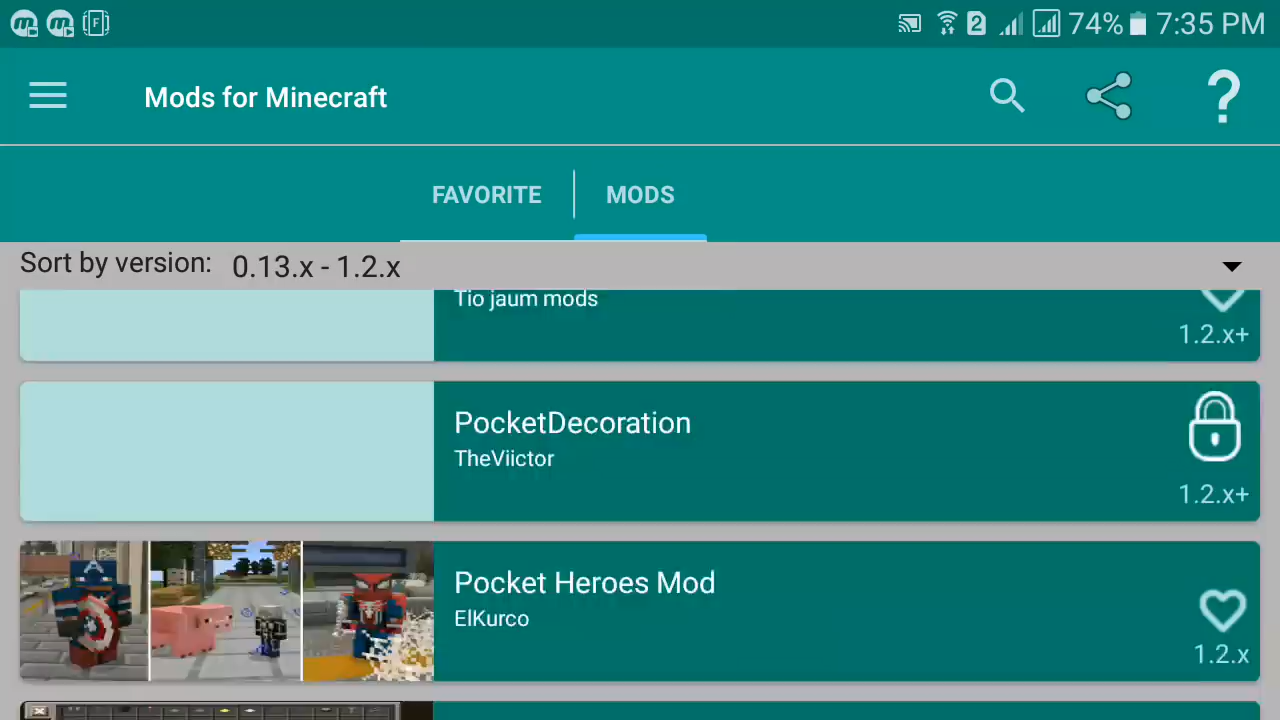 2 74% 7:35 PM
Mods for Minecraft
FAVORITE MODS
Sort by version: 0.13.x - 1.2.x
Tio jaum mods
1.2.x+
PocketDecoration
TheViictor
1.2.x+
Pocket Heroes Mod
ElKurco
1.2.x